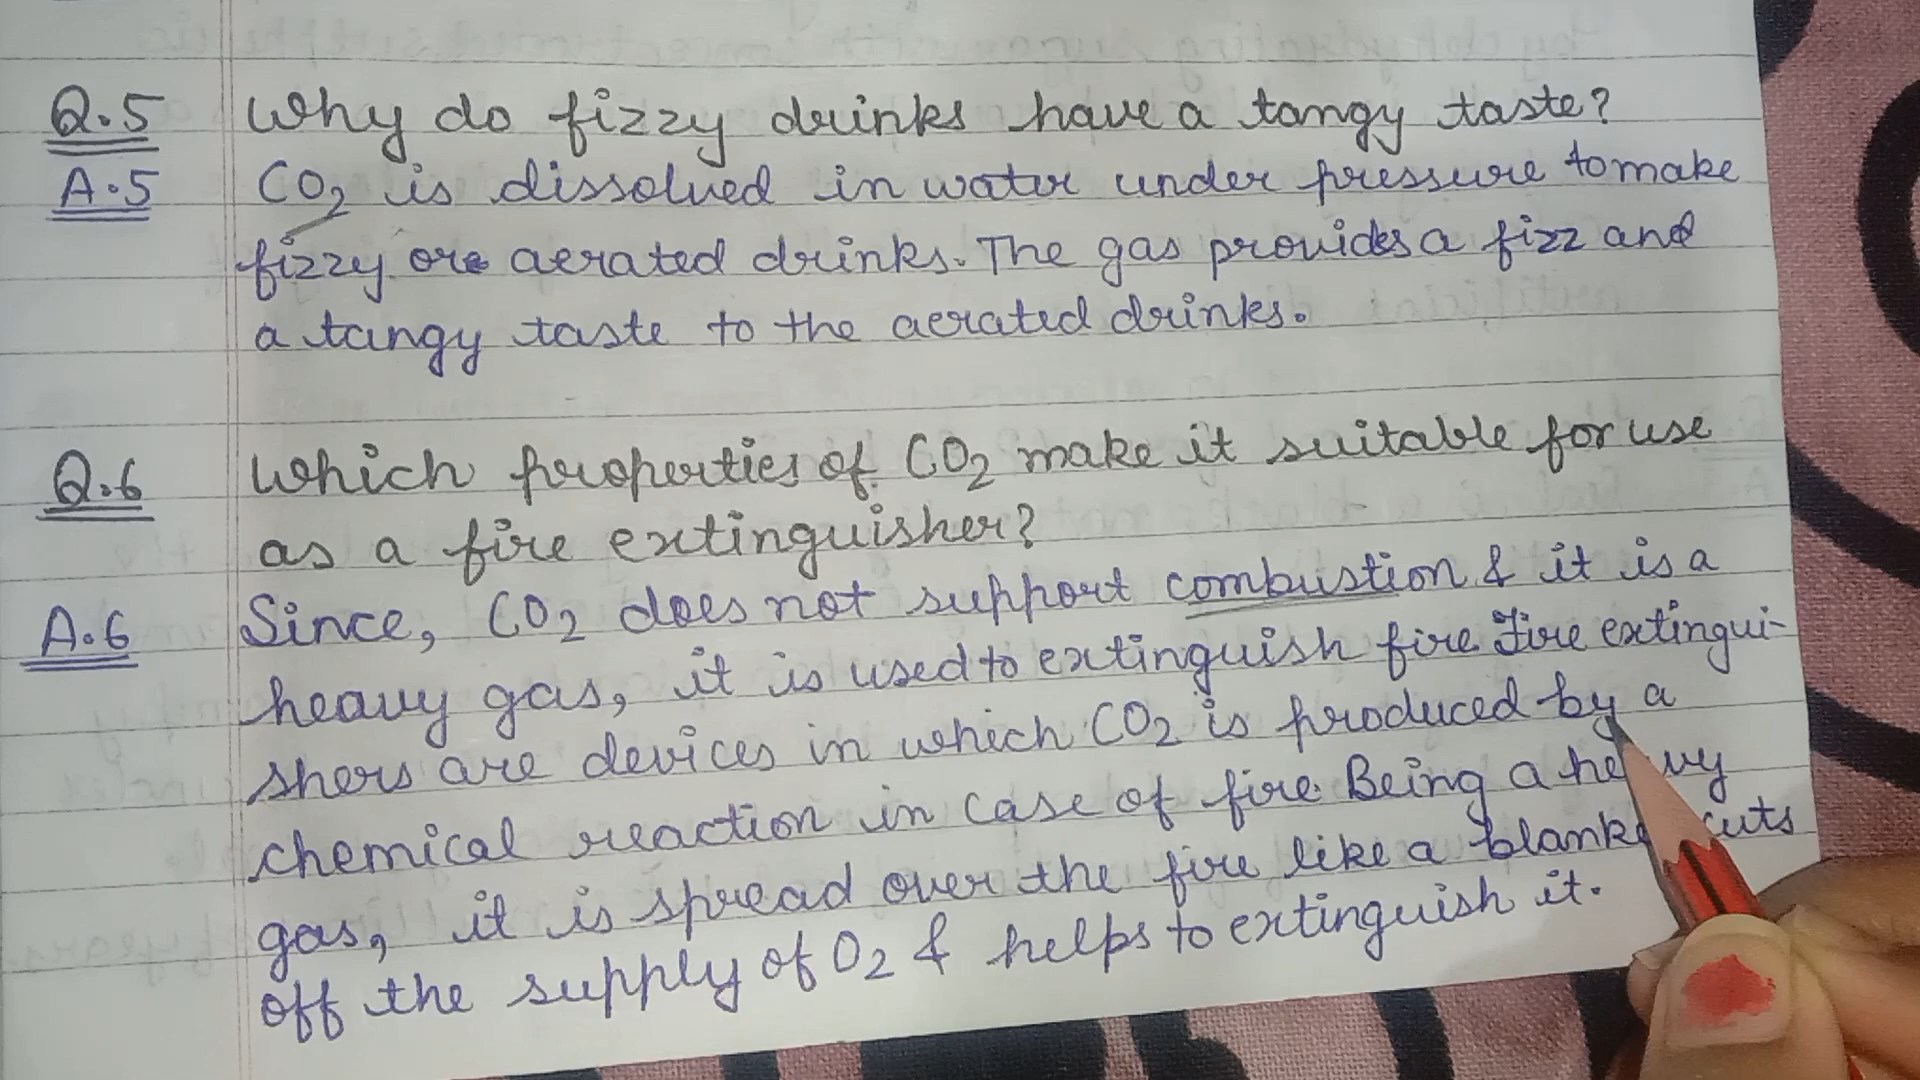 Q.5 Why do fizzy drinks have a tangy taste?
A.5 CO2 is dissolved in water under pressure to make
fizzy or aerated drinks. The gas provides a fizz and
a tangy taste to the aerated drinks.
Q.6 Which properties of CO2 make it suitable for use
as a fire extinguisher?
A.6 Since, CO2 does not support combustion & it is a
heavy gas, it is used to extinguish fire Fire extingui-
shers are devices in which CO2 is produced by a
chemical reaction in case of fire. Being a heavy
gas, it is spread over the fire like a cuts
off the supply of O2 & helps to extinguish it.